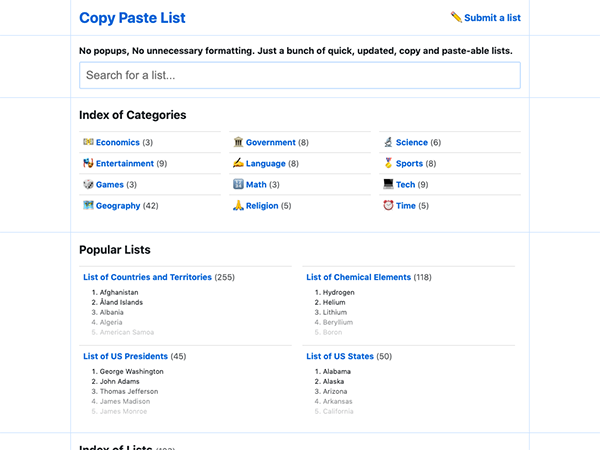 Copy Paste List
Submit a list
No popups, No unnecessary formatting. Just a bunch of quick, updated, copy and paste-able lists.
Search for a list...
Index of Categories
Economics (3)
Government (8)
Science (6)
Entertainment (9)
Language (8)
Sports (8)
Games (3)
Math (3)
Tech (9)
Geography (42)
Religion (5)
Time (5)
Popular Lists
List of Countries and Territories (255)
1. Afghanistan
2. Åland Islands
3. Albania
4. Algeria
5. American Samoa
List of Chemical Elements (118)
1. Hydrogen
2. Helium
3. Lithium
4. Beryllium
5. Boron
List of US Presidents (45)
1. George Washington
2. John Adams
3. Thomas Jefferson
4. James Madison
5. James Monroe
List of US States (50)
1. Alabama
2. Alaska
3. Arizona
4. Arkansas
5. California
Index of Lists